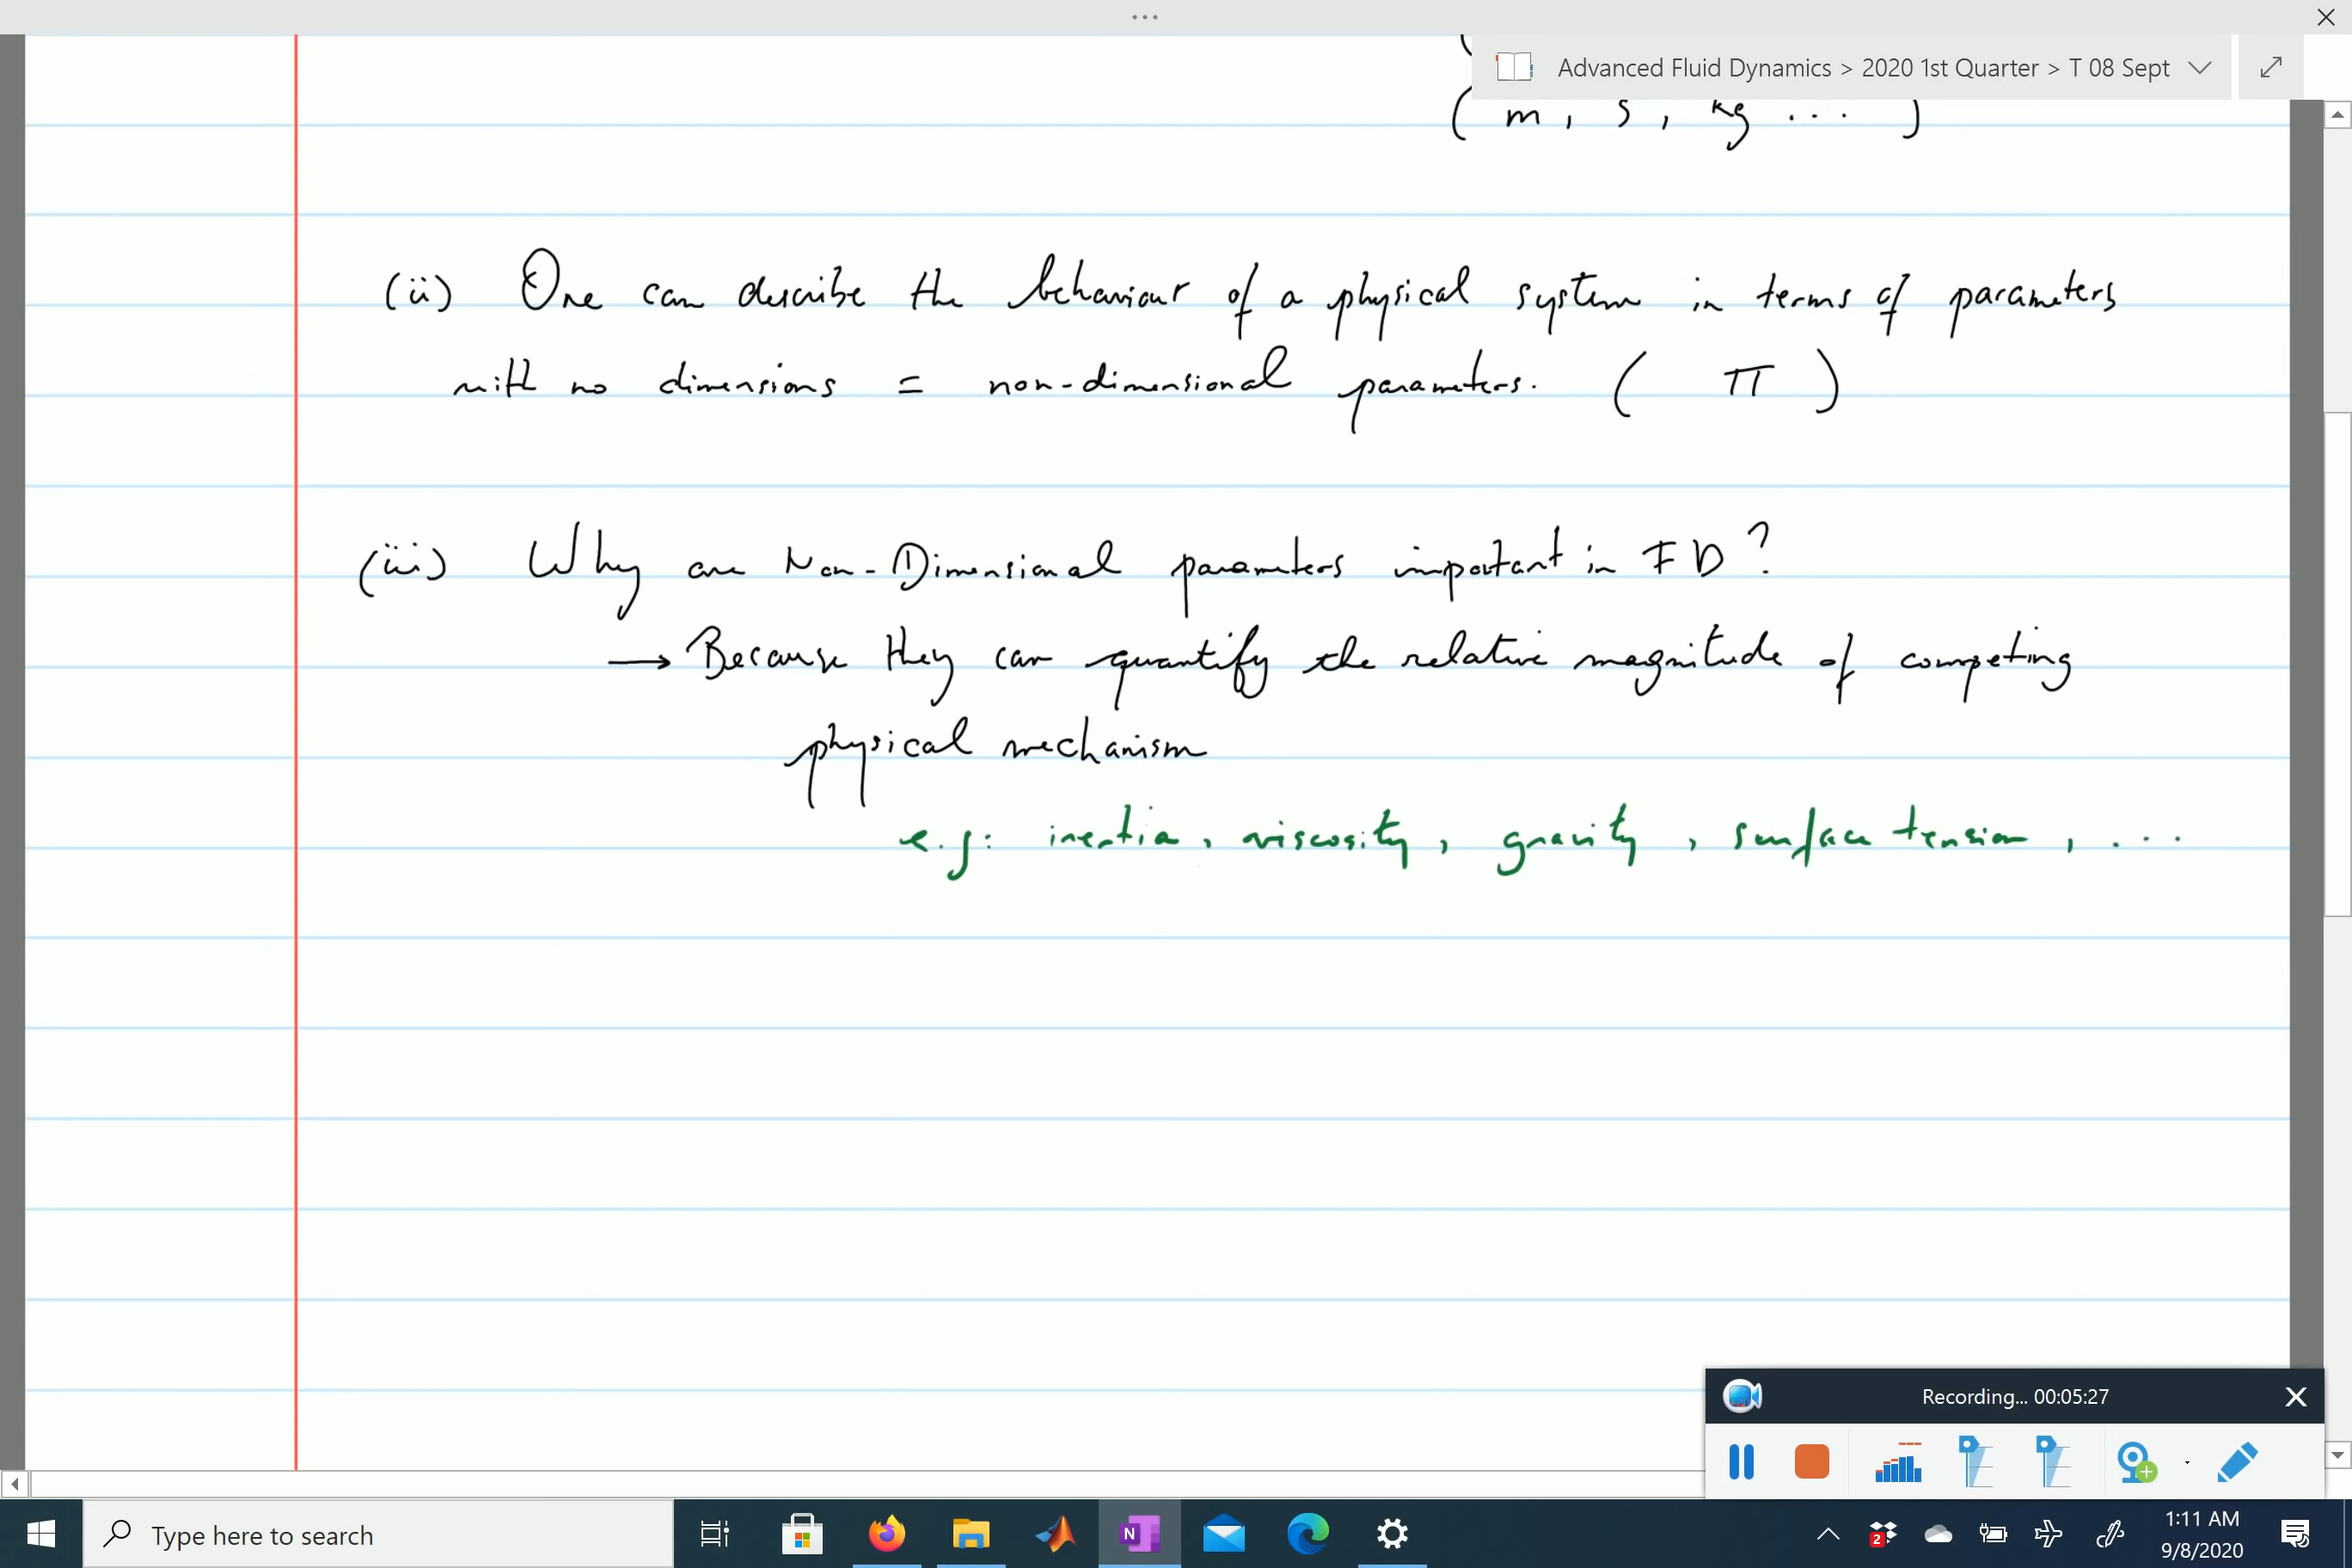 Advanced Fluid Dynamics > 2020 1st Quarter > T 08 Sept
( m , s , kg ... )
(ii) One can describe the behaviour of a physical system in terms of parameters
with no dimensions = non-dimensional parameters. ( π )
(iii) Why are Non-Dimensional parameters important in FD?
→ Because they can quantify the relative magnitude of competing
physical mechanism
e.g: inertia, viscosity, gravity, surface tension, ...
Recording... 00:05:27
Type here to search
N
2
1:11 AM
9/8/2020